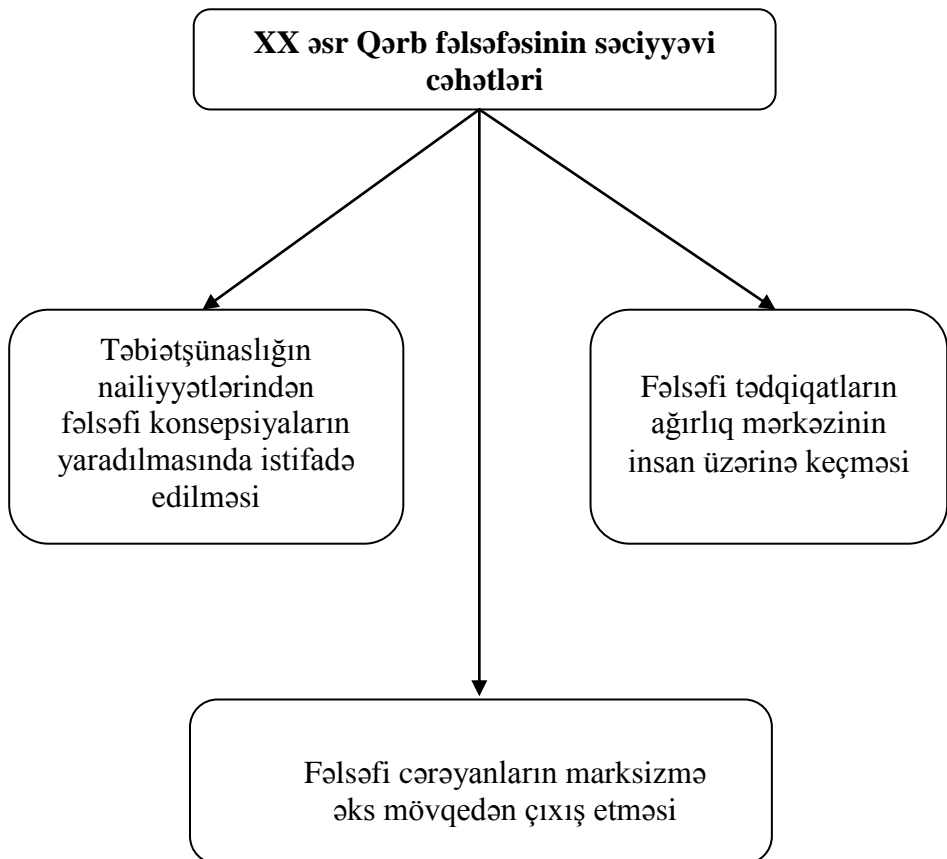 XX əsr Qərb fəlsəfəsinin səciyyəvi
cəhətləri
Təbiətşünaslığın
nailiyyətlərindən
fəlsəfi konsepsiyaların
yaradılmasında istifadə
edilməsi
Fəlsəfi tədqiqatların
ağırlıq mərkəzinin
insan üzərinə keçməsi
Fəlsəfi cərəyanların marksizmə
əks mövqedən çıxış etməsi